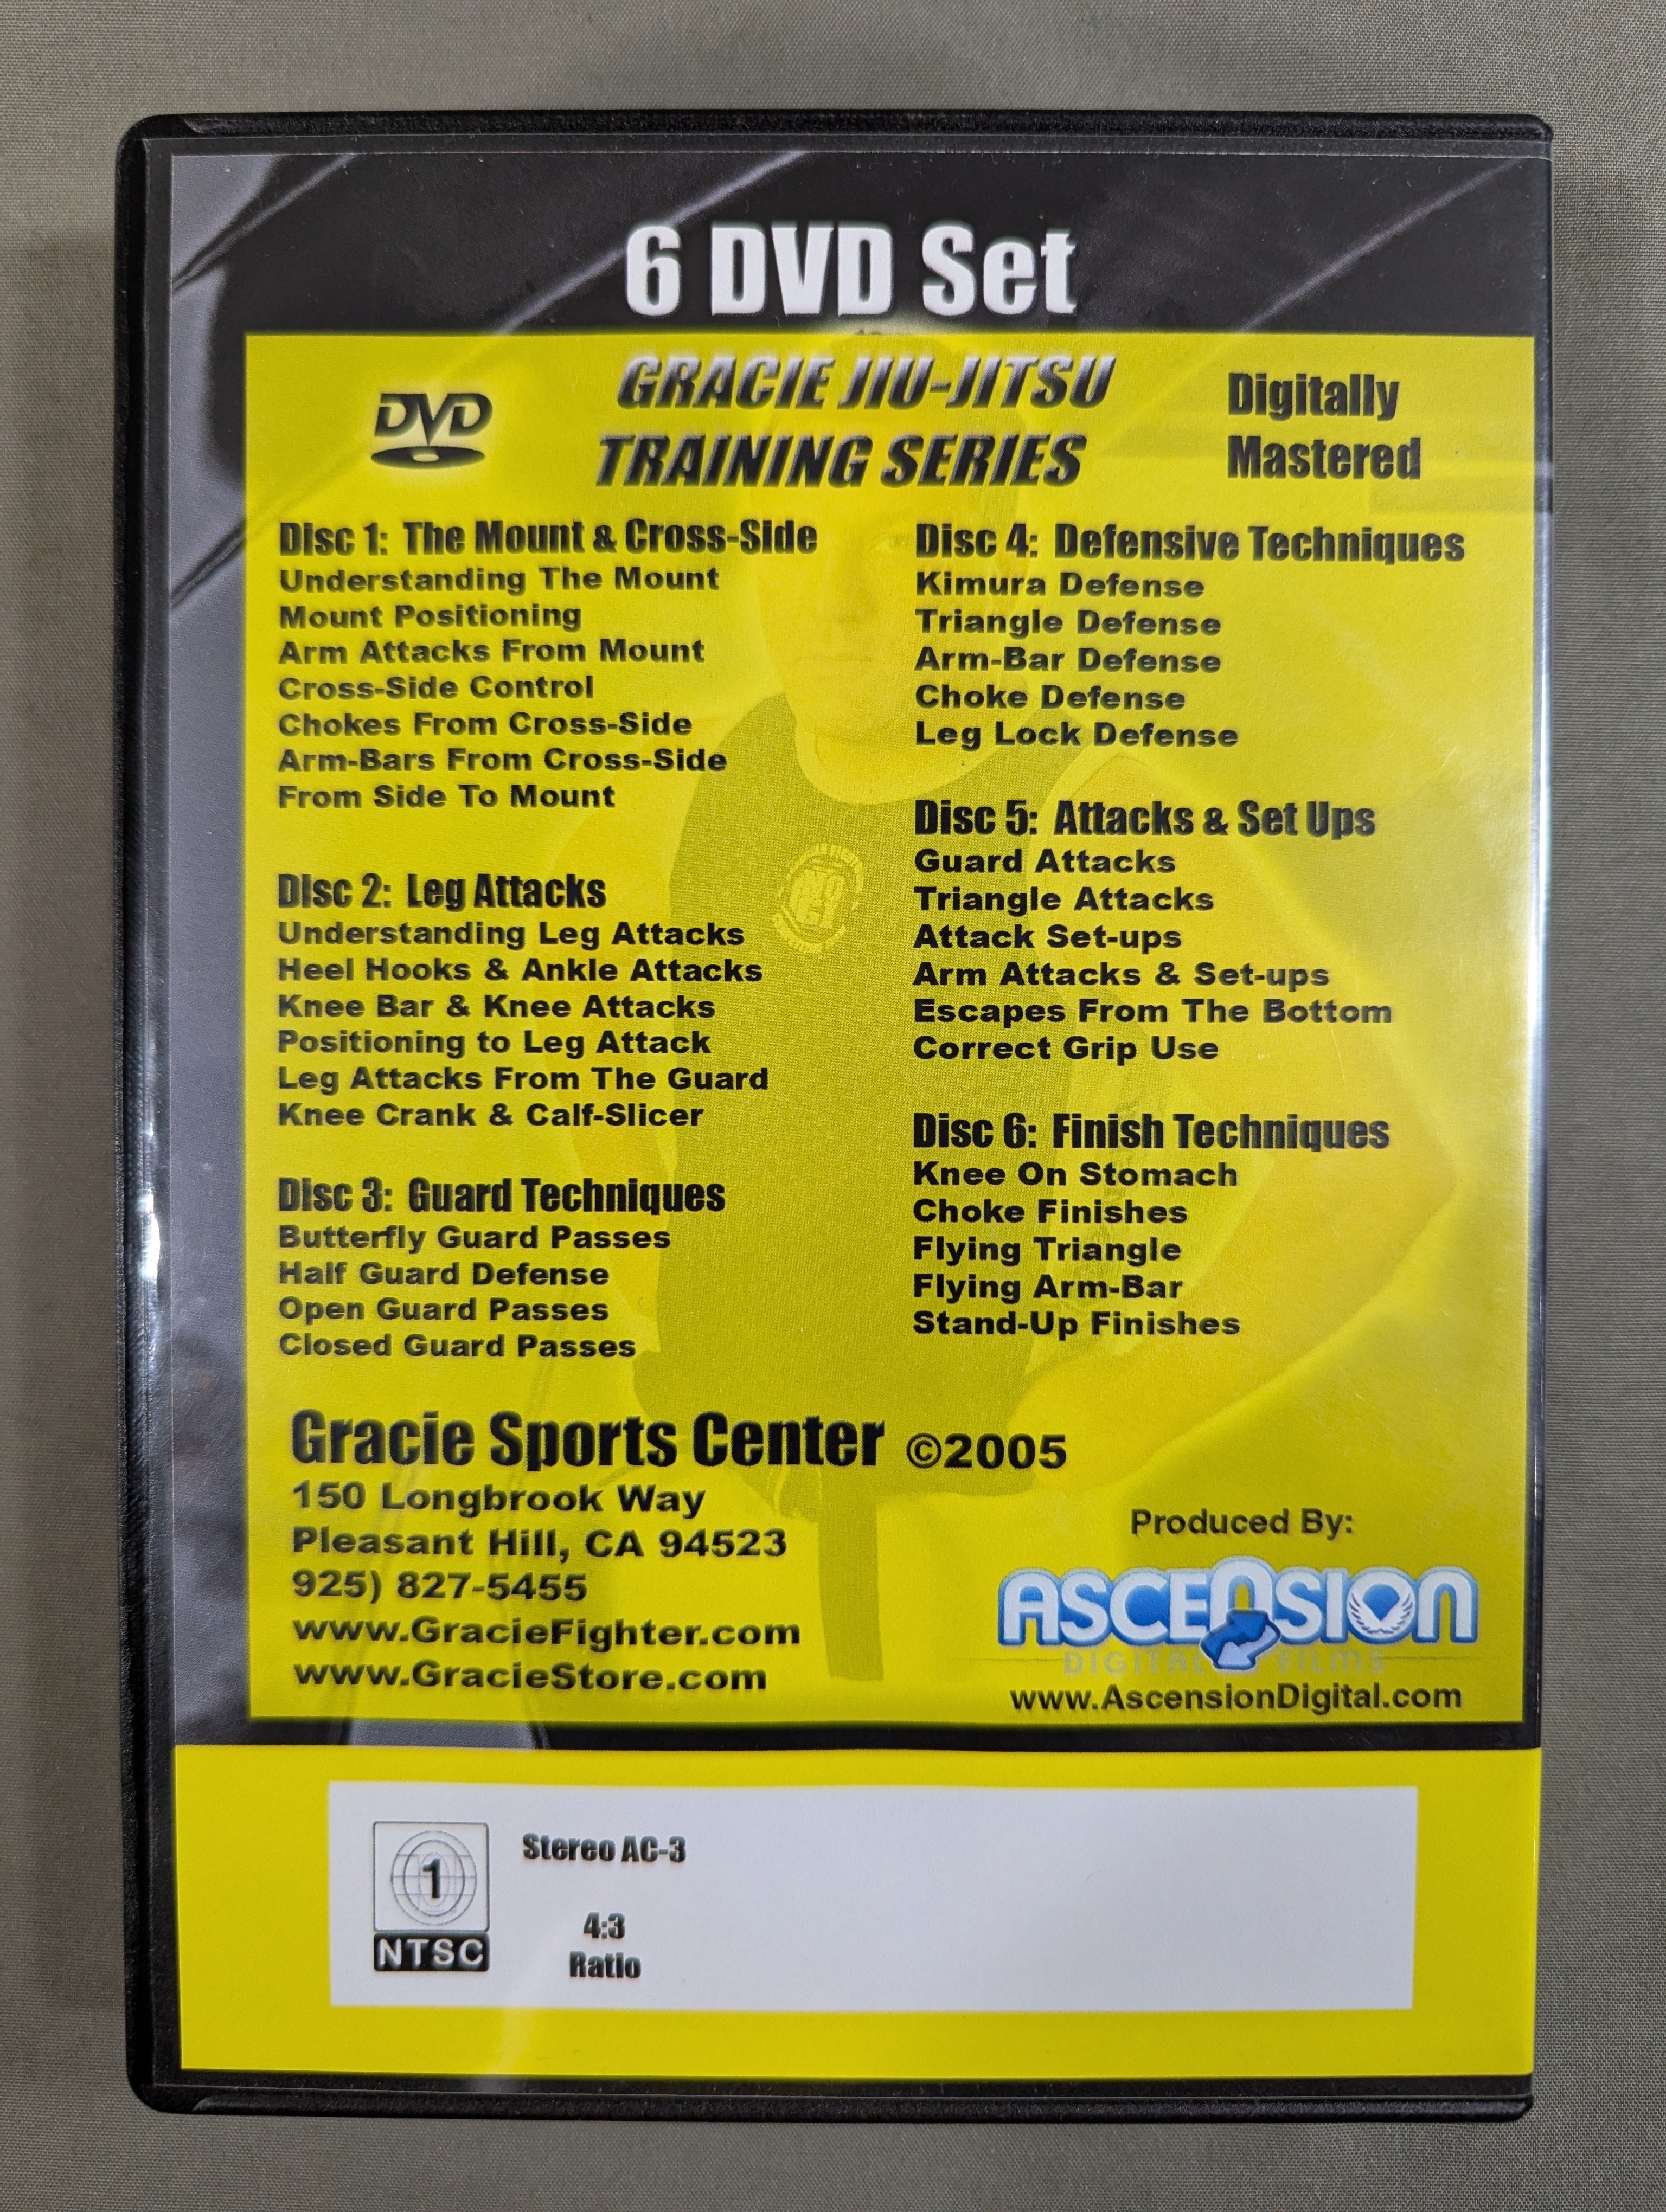 6 DVD Set
DVD
GRACIE JIU-JITSU
TRAINING SERIES
Digitally
Mastered
Disc 1: The Mount & Cross-Side
Understanding The Mount
Mount Positioning
Arm Attacks From Mount
Cross-Side Control
Chokes From Cross-Side
Arm-Bars From Cross-Side
From Side To Mount
Disc 2: Leg Attacks
Understanding Leg Attacks
Heel Hooks & Ankle Attacks
Knee Bar & Knee Attacks
Positioning to Leg Attack
Leg Attacks From The Guard
Knee Crank & Calf-Slicer
Disc 3: Guard Techniques
Butterfly Guard Passes
Half Guard Defense
Open Guard Passes
Closed Guard Passes
Disc 4: Defensive Techniques
Kimura Defense
Triangle Defense
Arm-Bar Defense
Choke Defense
Leg Lock Defense
Disc 5: Attacks & Set Ups
Guard Attacks
Triangle Attacks
Attack Set-ups
Arm Attacks & Set-ups
Escapes From The Bottom
Correct Grip Use
Disc 6: Finish Techniques
Knee On Stomach
Choke Finishes
Flying Triangle
Flying Arm-Bar
Stand-Up Finishes
NO
GI
Gracie Sports Center ©2005
150 Longbrook Way
Pleasant Hill, CA 94523
925) 827-5455
www.GracieFighter.com
www.GracieStore.com
Produced By:
ASCENSION
DIGITAL FILMS
www.AscensionDigital.com
1
NTSC
Stereo AC-3
4:3
Ratio